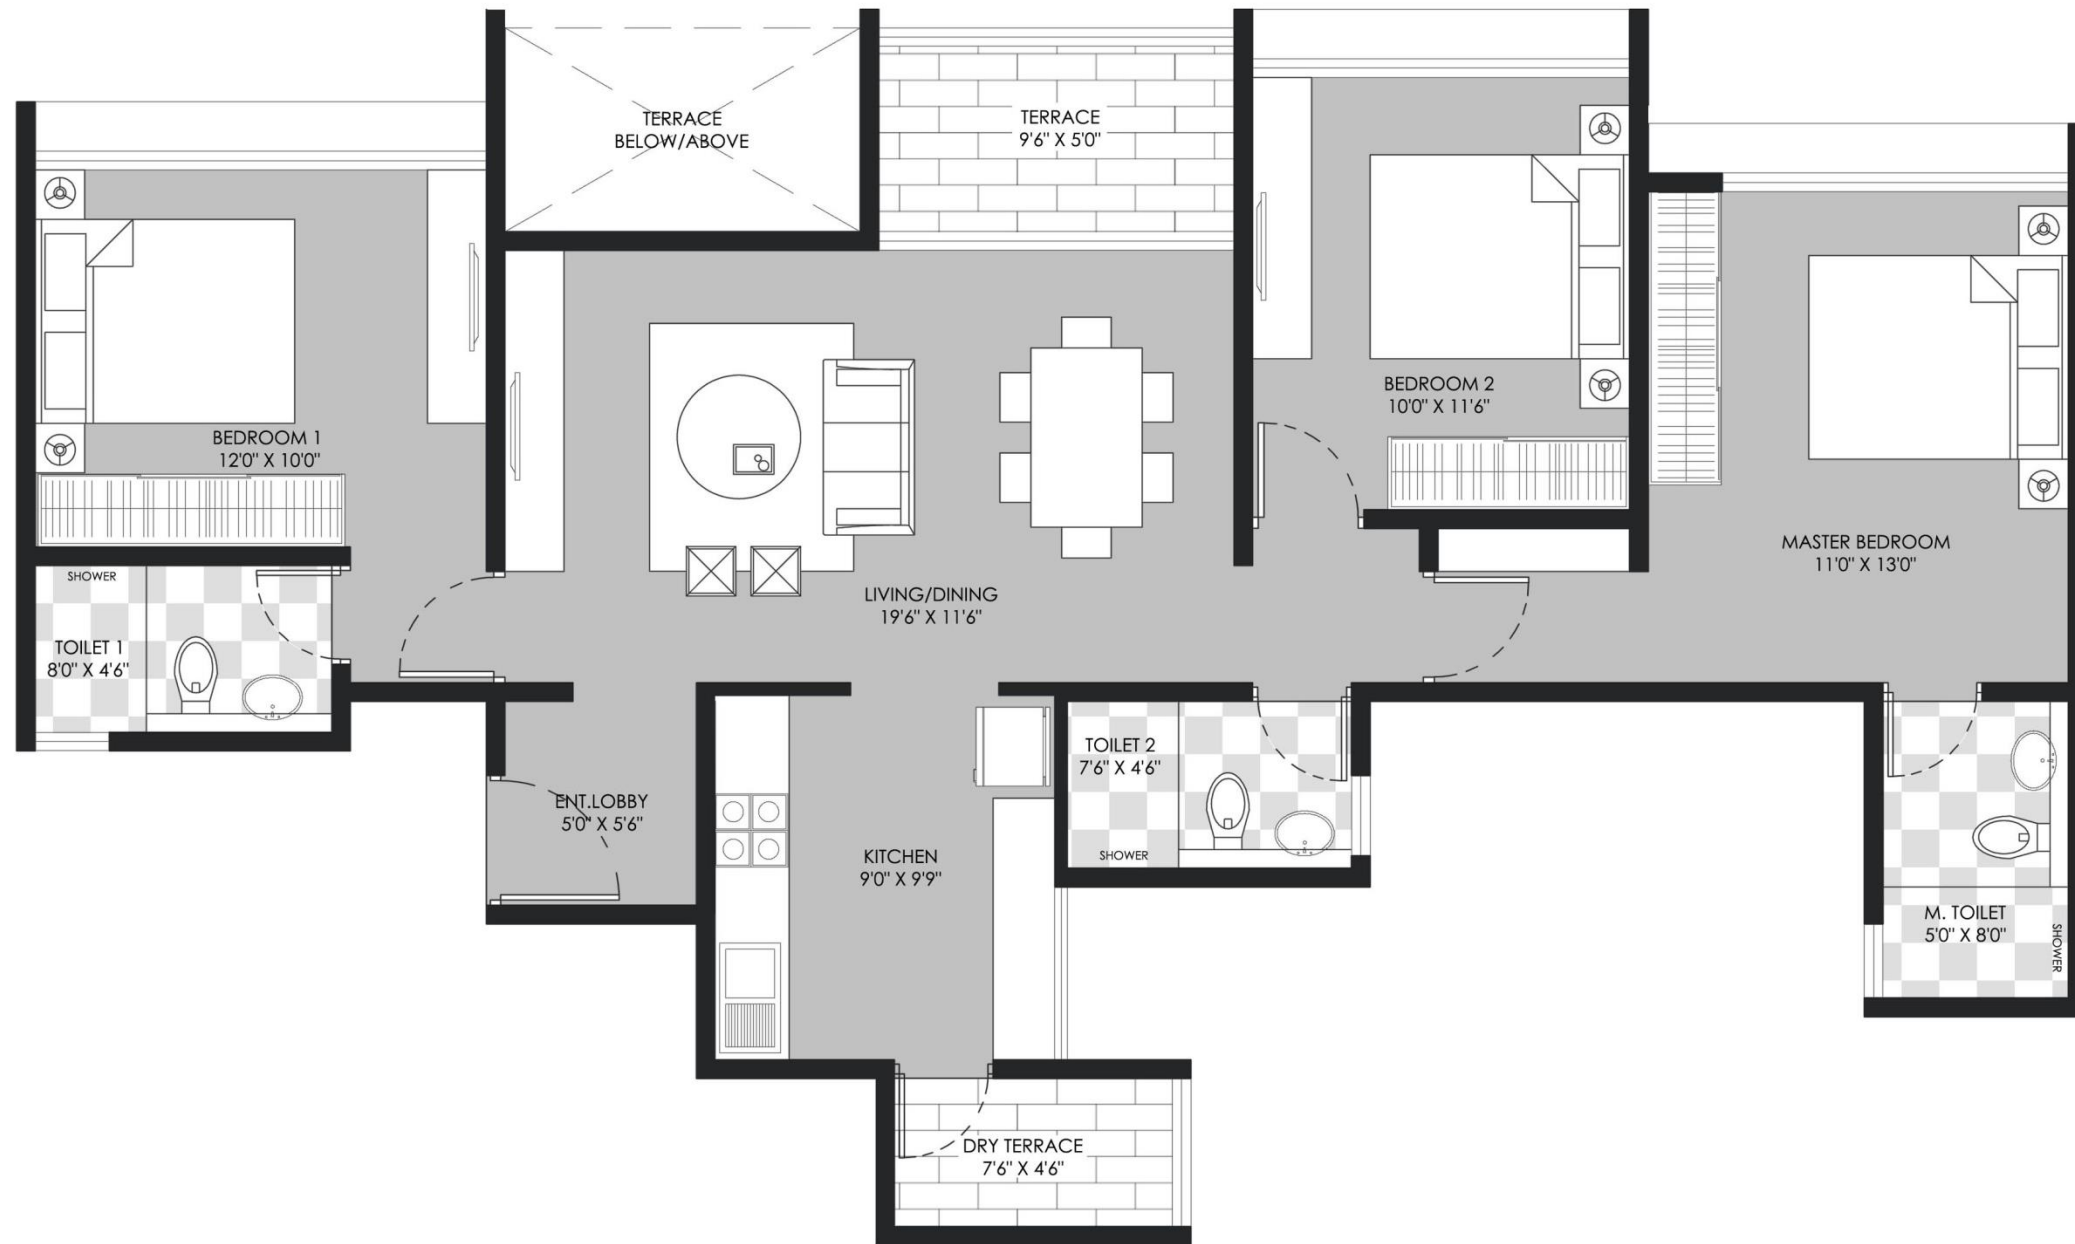 TERRACE
BELOW/ABOVE
TERRACE
9'6" X 5'0"
BEDROOM 1
12'0" X 10'0"
BEDROOM 2
10'0" X 11'6"
MASTER BEDROOM
11'0" X 13'0"
LIVING/DINING
19'6" X 11'6"
SHOWER
TOILET 1
8'0" X 4'6"
ENT.LOBBY
5'0" X 5'6"
KITCHEN
9'0" X 9'9"
TOILET 2
7'6" X 4'6"
SHOWER
M. TOILET
5'0" X 8'0"
SHOWER
DRY TERRACE
7'6" X 4'6"